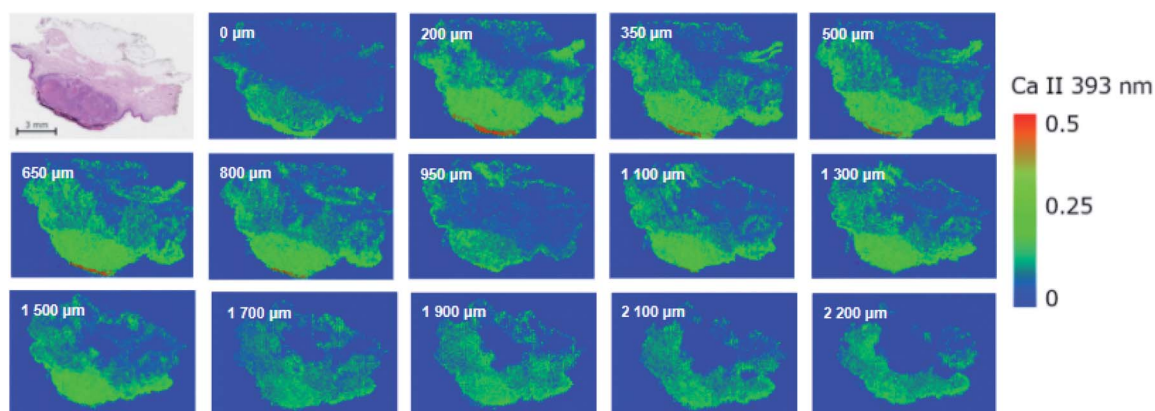 0 µm
200 µm
350 µm
500 µm
Ca II 393 nm
0.5
0.25
0
3 mm
650 µm
800 µm
950 µm
1 100 µm
1 300 µm
1 500 µm
1 700 µm
1 900 µm
2 100 µm
2 200 µm